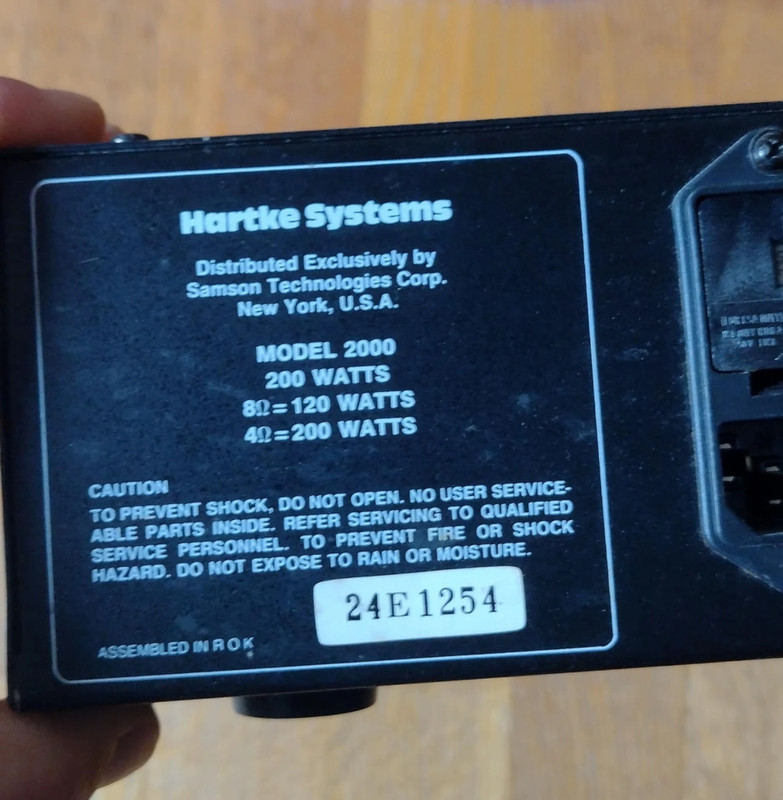 Hartke Systems
Distributed Exclusively by
Samson Technologies Corp.
New York, U.S.A.
MODEL 2000
200 WATTS
8Ω=120 WATTS
4Ω=200 WATTS
CAUTION
TO PREVENT SHOCK, DO NOT OPEN. NO USER SERVICE-
ABLE PARTS INSIDE. REFER SERVICING TO QUALIFIED
SERVICE PERSONNEL. TO PREVENT FIRE OR SHOCK
HAZARD. DO NOT EXPOSE TO RAIN OR MOISTURE.
24E1254
ASSEMBLED IN R O K